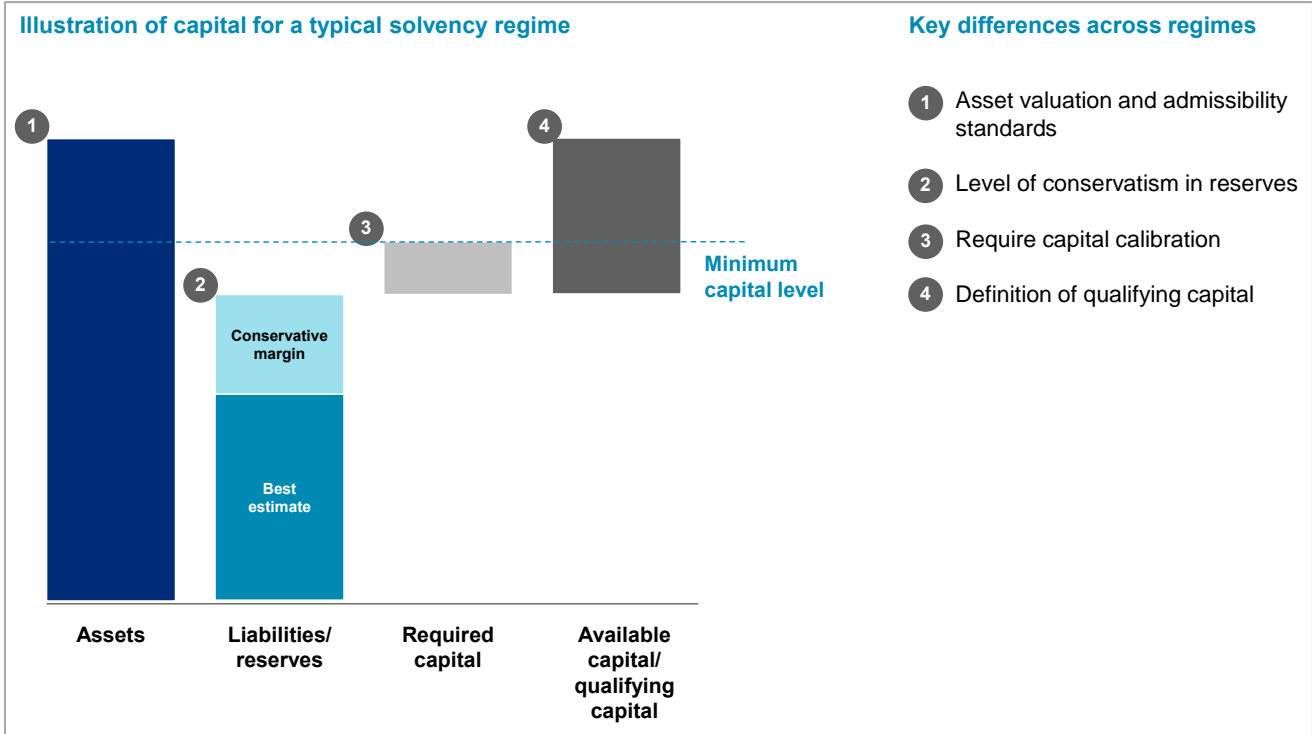 Illustration of capital for a typical solvency regime
Key differences across regimes
1
Asset valuation and admissibility
standards
2
Level of conservatism in reserves
3
Require capital calibration
4
Definition of qualifying capital
1
4
3
Minimum
capital level
2
Conservative
margin
Best
estimate
Assets
Liabilities/
reserves
Required
capital
Available
capital/
qualifying
capital